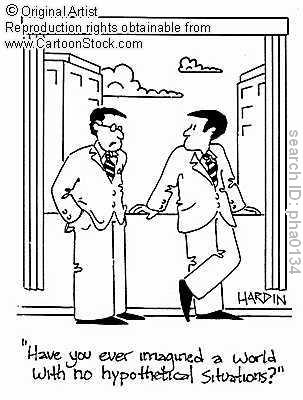 © Original Artist
Reproduction rights obtainable from
www.CartoonStock.com
search ID: pha0134
HARDIN
"Have you ever imagined a world
with no hypothetical situations?"